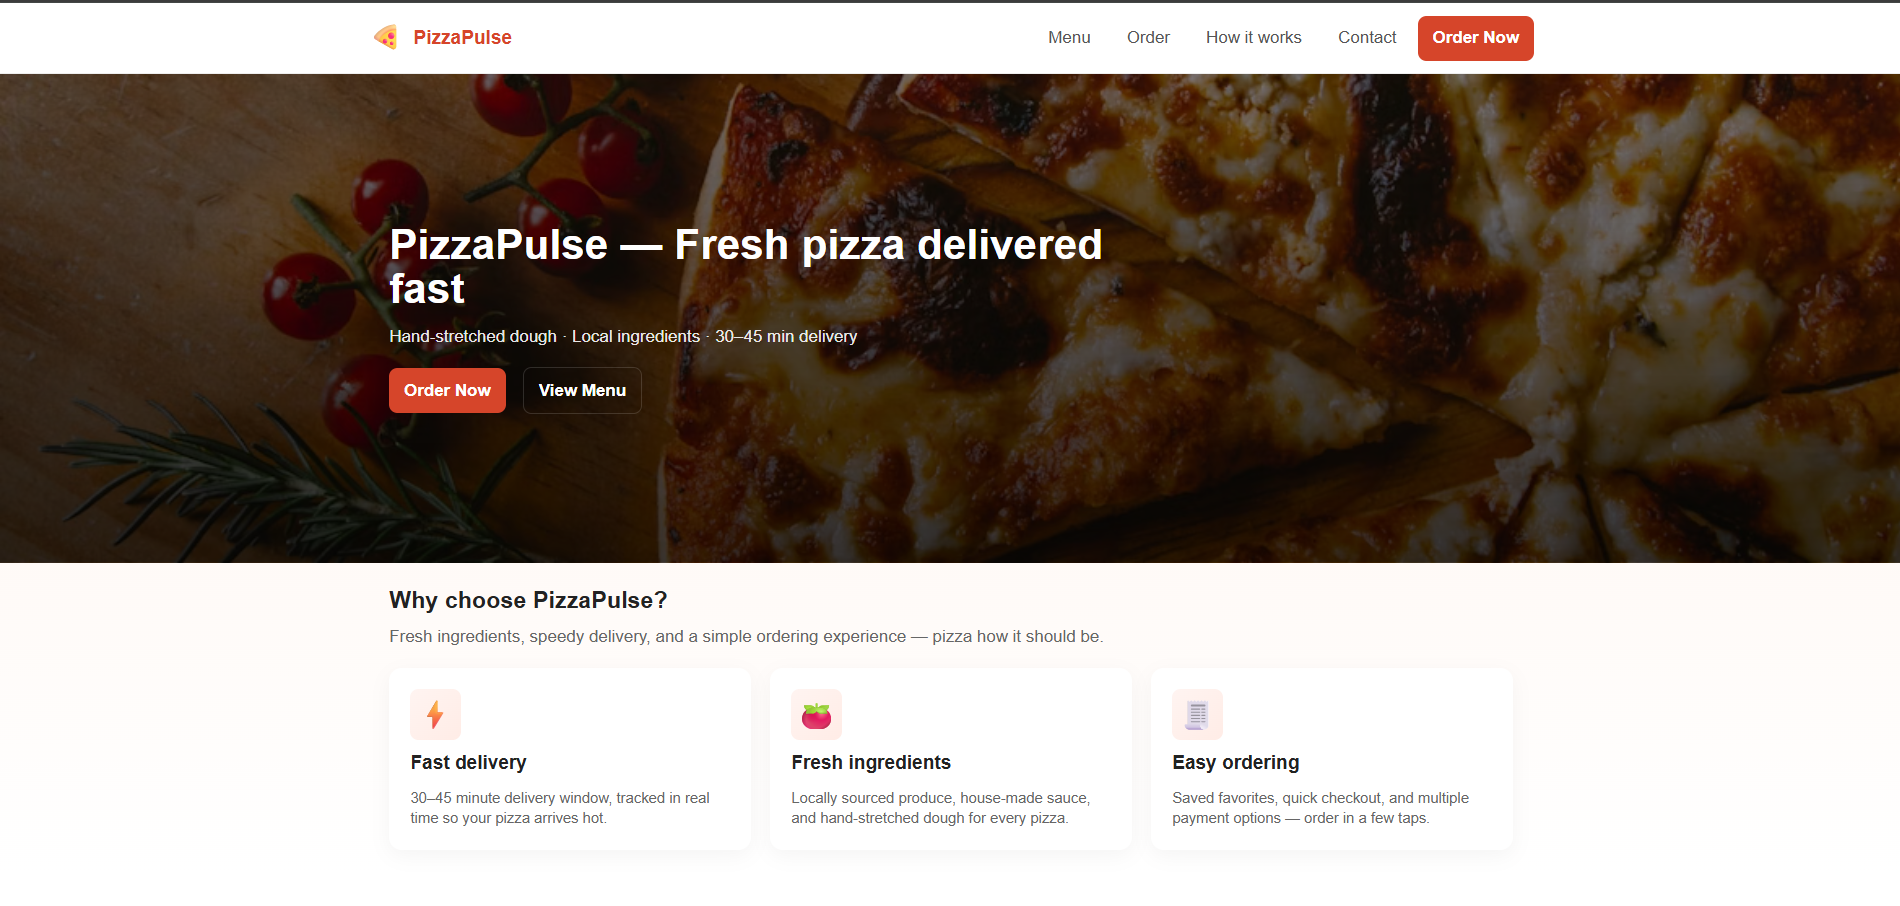 PizzaPulse
Menu
Order
How it works
Contact
Order Now
PizzaPulse — Fresh pizza delivered
fast
Hand-stretched dough · Local ingredients · 30–45 min delivery
Order Now
View Menu
Why choose PizzaPulse?
Fresh ingredients, speedy delivery, and a simple ordering experience — pizza how it should be.
Fast delivery
30–45 minute delivery window, tracked in real
time so your pizza arrives hot.
Fresh ingredients
Locally sourced produce, house-made sauce,
and hand-stretched dough for every pizza.
Easy ordering
Saved favorites, quick checkout, and multiple
payment options — order in a few taps.